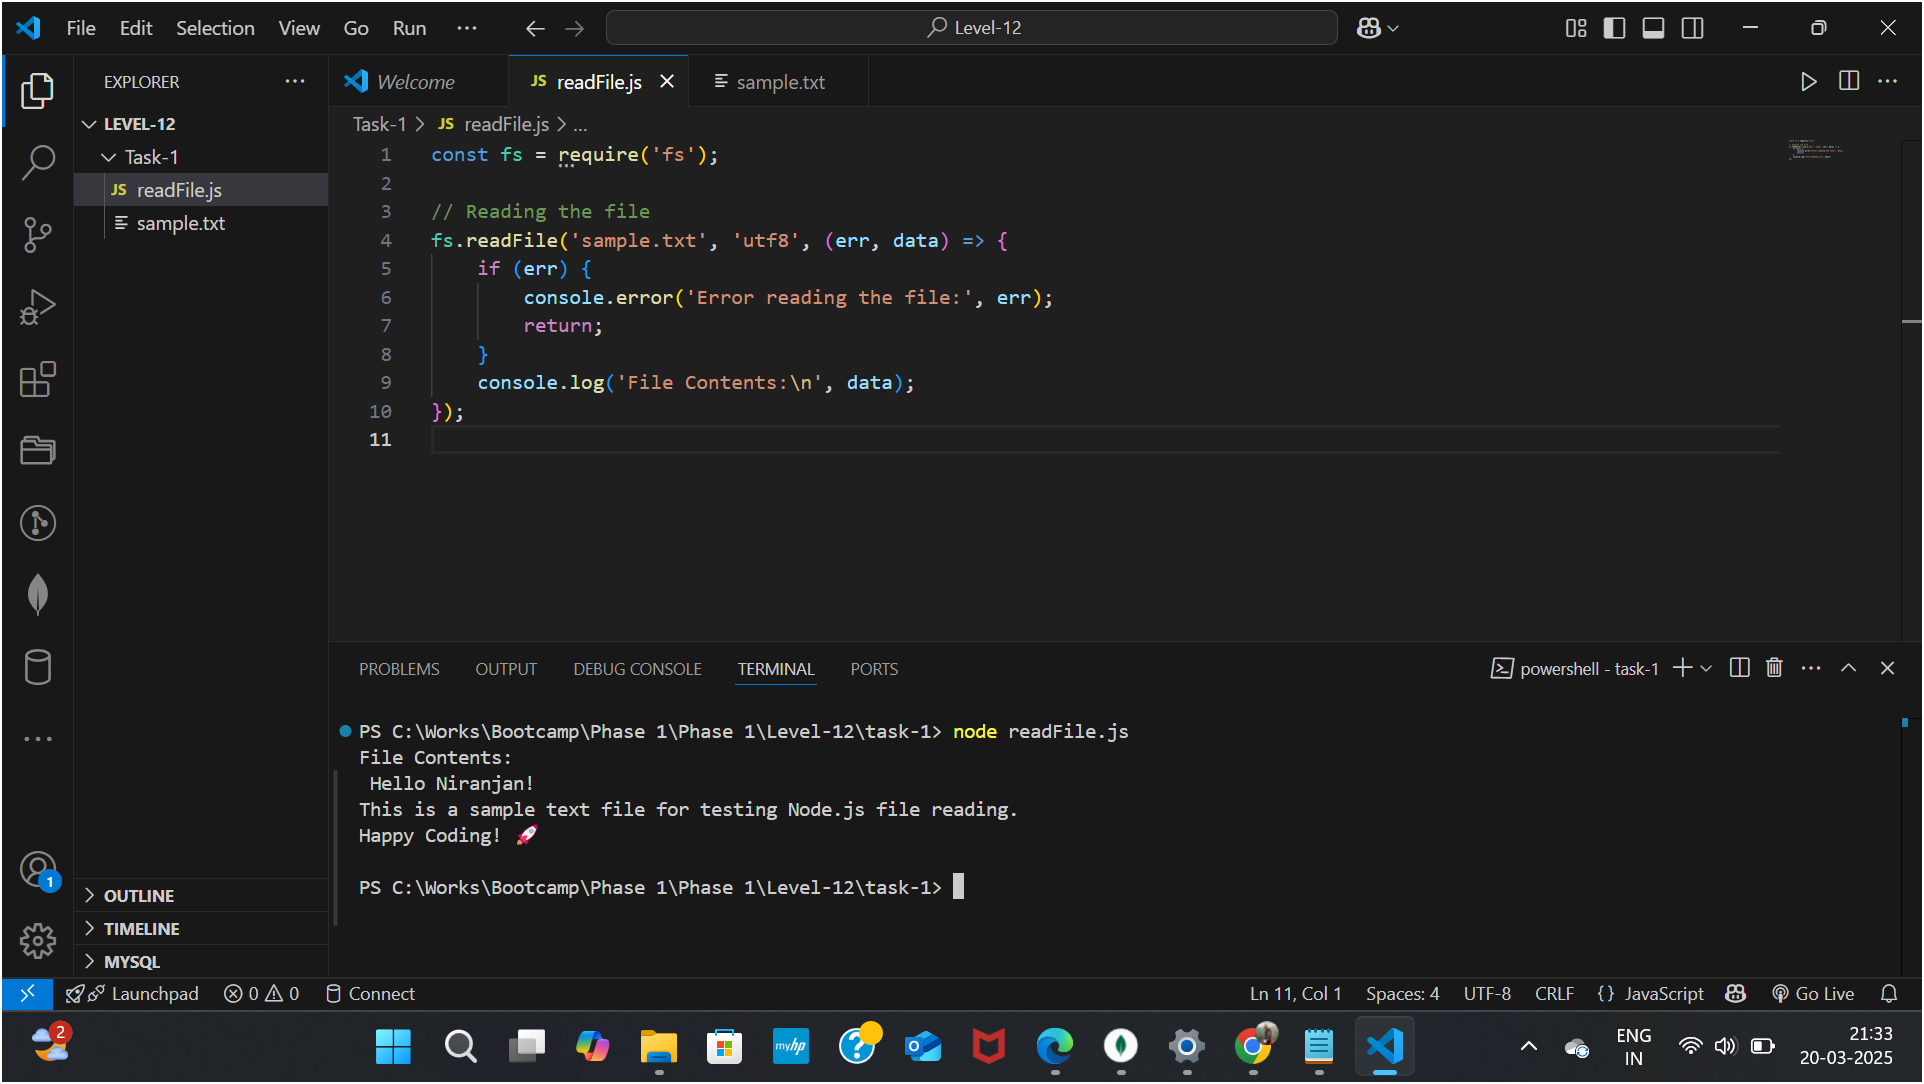 File Edit Selection View Go Run ... Level-12
EXPLORER ...
LEVEL-12
Task-1
JS readFile.js
sample.txt
OUTLINE
TIMELINE
MYSQL
1
Welcome JS readFile.js sample.txt
Task-1 > JS readFile.js > ...
1 const fs = require('fs');
2
3 // Reading the file
4 fs.readFile('sample.txt', 'utf8', (err, data) => {
5 if (err) {
6 console.error('Error reading the file:', err);
7 return;
8 }
9 console.log('File Contents:\n', data);
10 });
11
PROBLEMS OUTPUT DEBUG CONSOLE TERMINAL PORTS powershell - task-1
PS C:\Works\Bootcamp\Phase 1\Phase 1\Level-12\task-1> node readFile.js
File Contents:
 Hello Niranjan!
This is a sample text file for testing Node.js file reading.
Happy Coding! 🚀
PS C:\Works\Bootcamp\Phase 1\Phase 1\Level-12\task-1>
Launchpad 0 0 Connect Ln 11, Col 1 Spaces: 4 UTF-8 CRLF {} JavaScript Go Live
2 myhp ENG 21:33
IN 20-03-2025